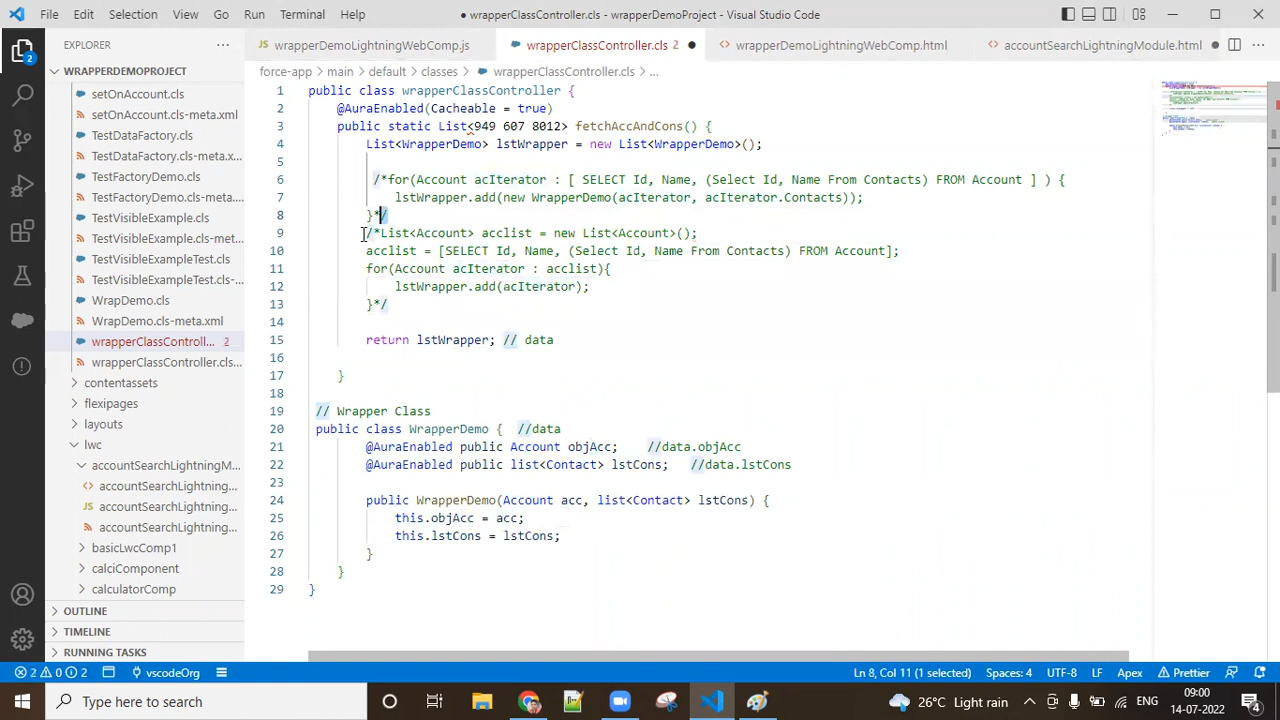 File Edit Selection View Go Run Terminal Help ● wrapperClassController.cls - wrapperDemoProject - Visual Studio Code
EXPLORER ...
wrapperDemoLightningWebComp.js wrapperClassController.cls 2 ● wrapperDemoLightningWebComp.html accountSearchLightningModule.html ●
WRAPPERDEMOPROJECT
setOnAccount.cls
setOnAccount.cls-meta.xml
TestDataFactory.cls
TestDataFactory.cls-meta....
TestFactoryDemo.cls
TestFactoryDemo.cls-meta...
TestVisibleExample.cls
TestVisibleExample.cls-me...
TestVisibleExampleTest.cls
TestVisibleExampleTest.cls-...
WrapDemo.cls
WrapDemo.cls-meta.xml
wrapperClassControll... 2
wrapperClassController.cls...
contentassets
flexipages
layouts
lwc
accountSearchLightningM...
accountSearchLightning...
accountSearchLightning...
accountSearchLightning...
basicLwcComp1
calciComponent
calculatorComp
OUTLINE
TIMELINE
RUNNING TASKS
force-app > main > default > classes > wrapperClassController.cls > ...
1 public class wrapperClassController {
2 @AuraEnabled(Cacheable = true)
3 public static List<949 607 8012> fetchAccAndCons() {
4 List<WrapperDemo> lstWrapper = new List<WrapperDemo>();
5
6 /*for(Account acIterator : [ SELECT Id, Name, (Select Id, Name From Contacts) FROM Account ] ) {
7 lstWrapper.add(new WrapperDemo(acIterator, acIterator.Contacts));
8 }*/
9 /*List<Account> acclist = new List<Account>();
10 acclist = [SELECT Id, Name, (Select Id, Name From Contacts) FROM Account];
11 for(Account acIterator : acclist){
12 lstWrapper.add(acIterator);
13 }*/
14
15 return lstWrapper; // data
16
17 }
18
19 // Wrapper Class
20 public class WrapperDemo { //data
21 @AuraEnabled public Account objAcc; //data.objAcc
22 @AuraEnabled public list<Contact> lstCons; //data.lstCons
23
24 public WrapperDemo(Account acc, list<Contact> lstCons) {
25 this.objAcc = acc;
26 this.lstCons = lstCons;
27 }
28 }
29 }
2 0 2 vscodeOrg Ln 8, Col 11 (1 selected) Spaces: 4 UTF-8 LF Apex Prettier
Type here to search 26°C Light rain ENG 09:00
14-07-2022 4